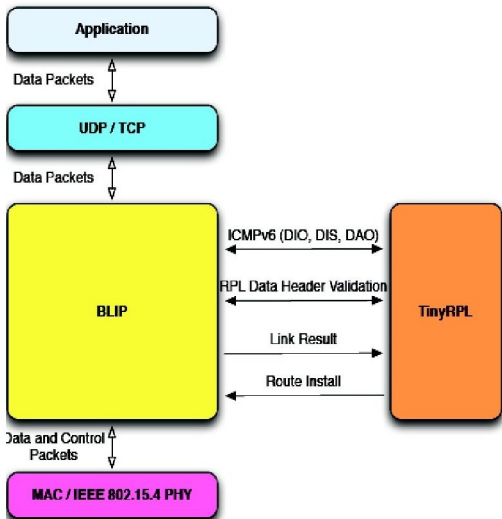 Application
Data Packets
UDP / TCP
Data Packets
ICMPv6 (DIO, DIS, DAO)
RPL Data Header Validation
BLIP
TinyRPL
Link Result
Route Install
Data and Control
Packets
MAC / IEEE 802.15.4 PHY